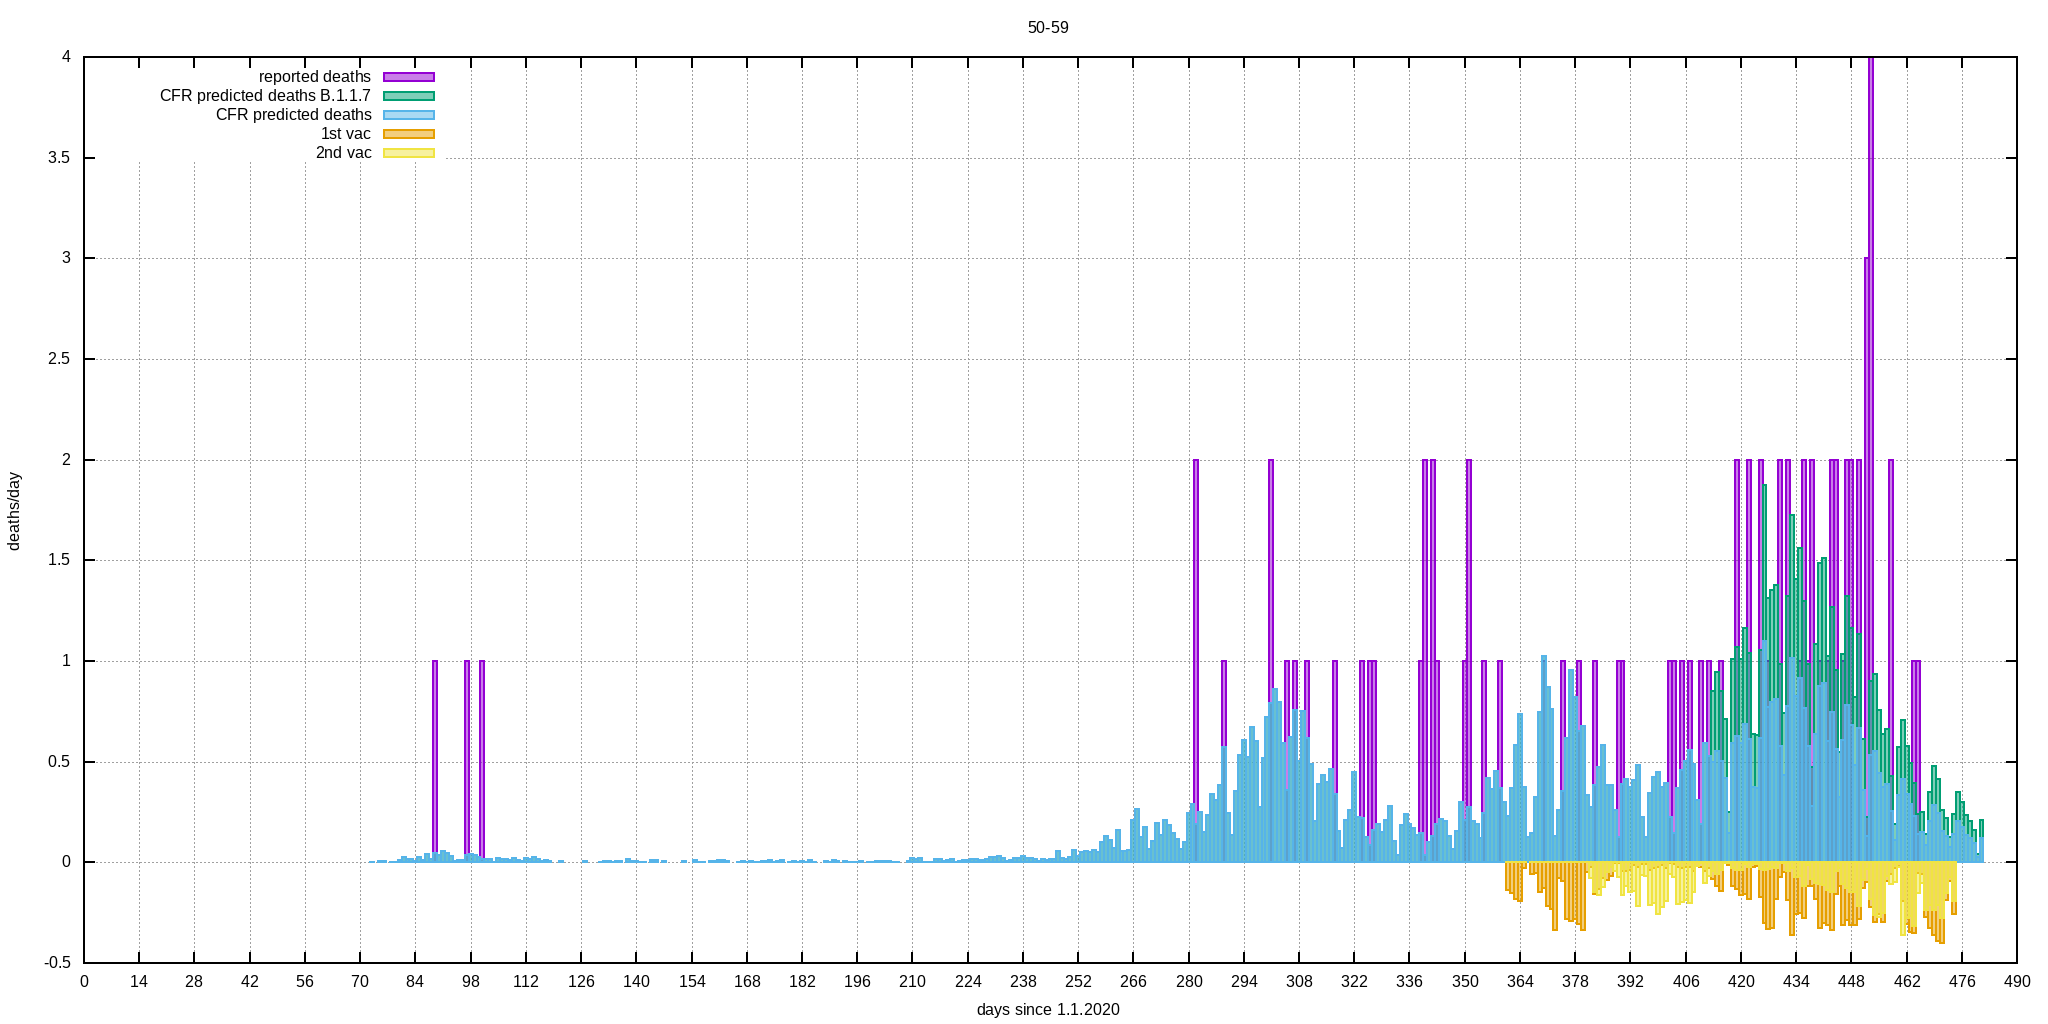 50-59
reported deaths
CFR predicted deaths B.1.1.7
CFR predicted deaths
1st vac
2nd vac
4
3.5
3
2.5
2
1.5
1
0.5
0
-0.5
deaths/day
0 14 28 42 56 70 84 98 112 126 140 154 168 182 196 210 224 238 252 266 280 294 308 322 336 350 364 378 392 406 420 434 448 462 476 490
days since 1.1.2020